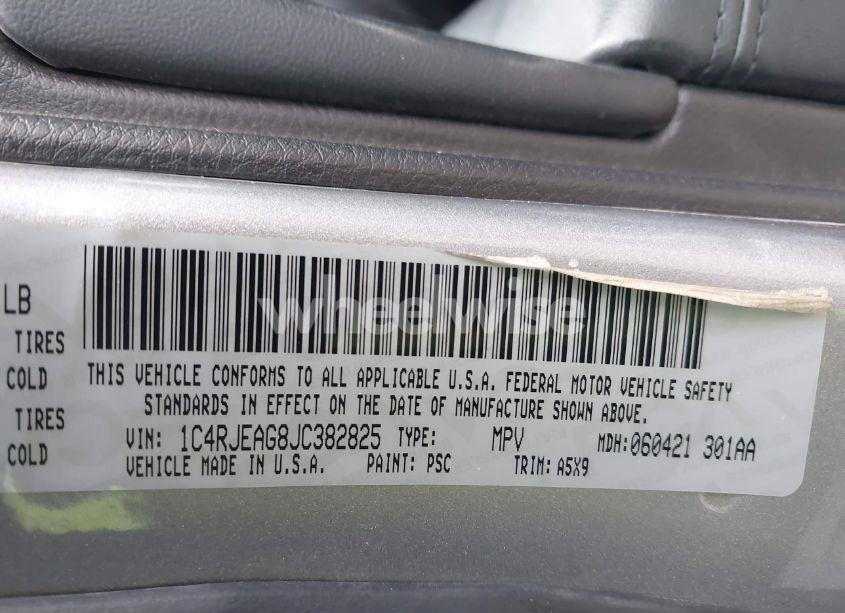 LB
TIRES
COLD
TIRES
COLD
wheelwise
THIS VEHICLE CONFORMS TO ALL APPLICABLE U.S.A. FEDERAL MOTOR VEHICLE SAFETY
STANDARDS IN EFFECT ON THE DATE OF MANUFACTURE SHOWN ABOVE.
VIN: 1C4RJEAG8JC382825 TYPE: MPV MDH:060421 301AA
VEHICLE MADE IN U.S.A. PAINT: PSC TRIM: A5X9